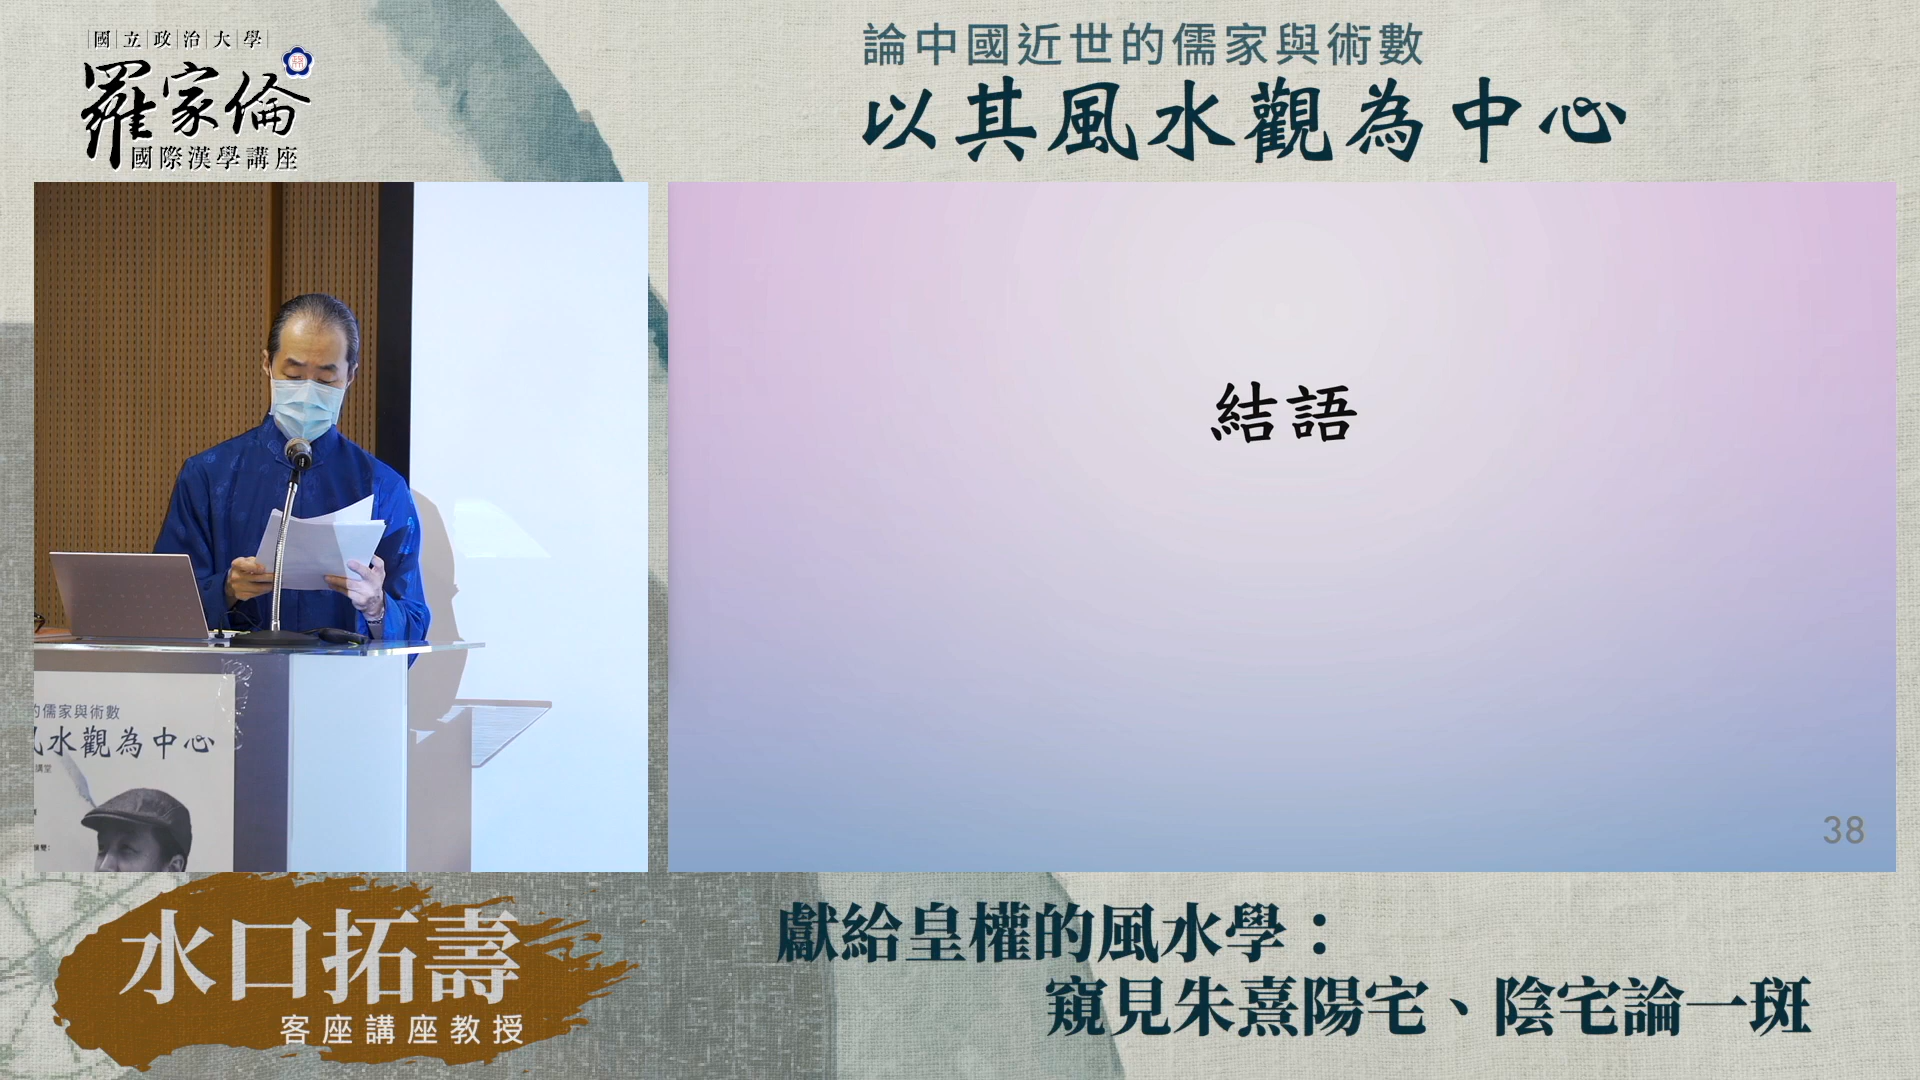 國立政治大學
羅家倫
國際漢學講座
論中國近世的儒家與術數
以其風水觀為中心
結語
38
的儒家與術數
風水觀為中心
講堂
水口拓壽
客座講座教授
獻給皇權的風水學：
窺見朱熹陽宅、陰宅論一斑